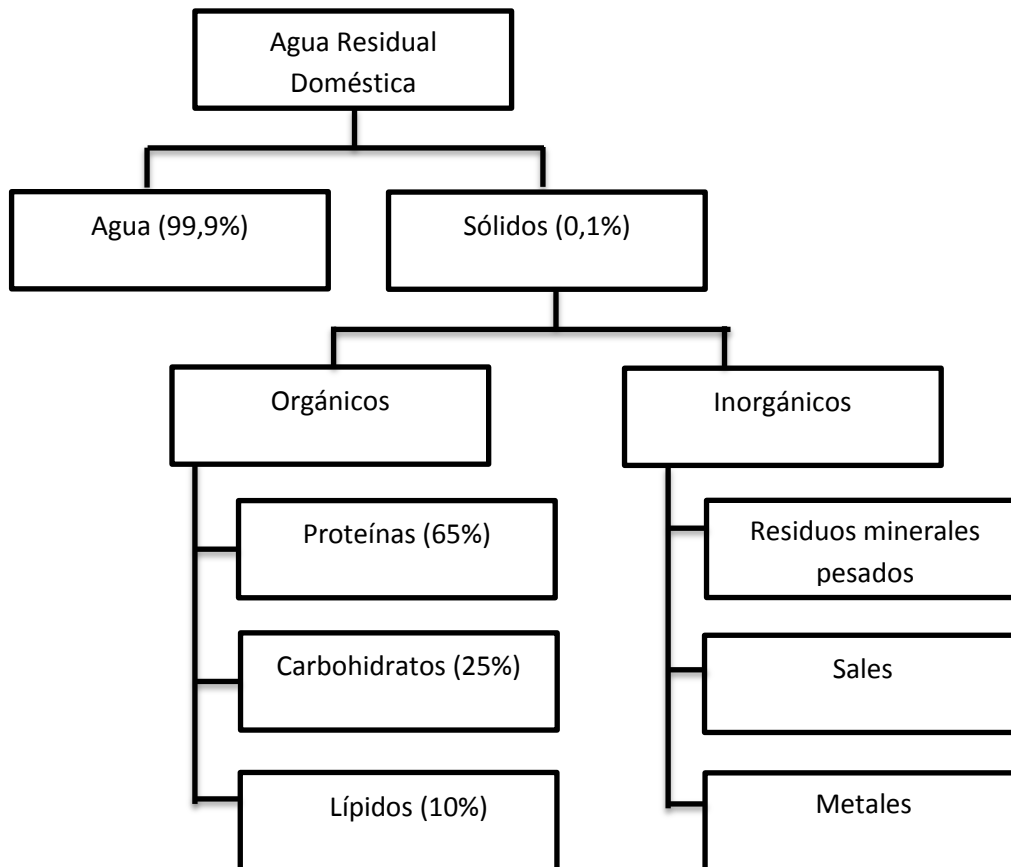 Agua Residual
Doméstica
Agua (99,9%)
Sólidos (0,1%)
Orgánicos
Inorgánicos
Proteínas (65%)
Residuos minerales
pesados
Carbohidratos (25%)
Sales
Lípidos (10%)
Metales